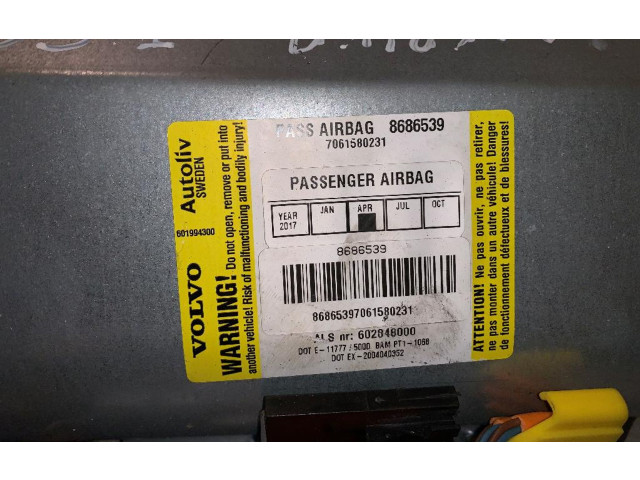 PASS AIRBAG 8686539
7061580231
PASSENGER AIRBAG
YEAR 2017 JAN APR JUL OCT
8686539
86865397061580231
ALS nr: 602848000
DOT E-11777 / 5000 BAM PT1-1068
DOT EX-2004040352
Autoliv
SWEDEN
601994300
VOLVO
WARNING! Do not open, remove or put into
another vehicle! Risk of malfunctioning and bodily injury!
ATTENTION! Ne pas ouvrir, ne pas retirer,
ne pas monter dans un autre véhicule! Danger
de fonctionnement défectueux et de blessures!